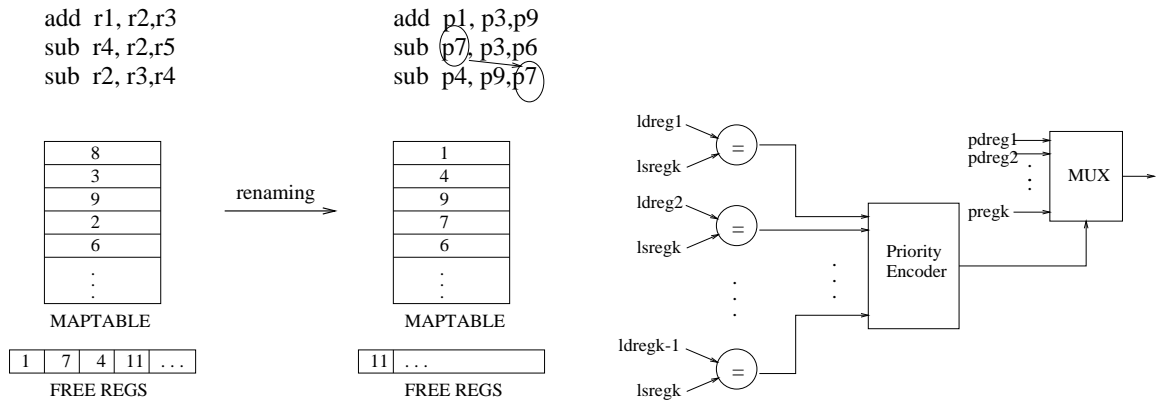 add r1, r2,r3
sub r4, r2,r5
sub r2, r3,r4
add p1, p3,p9
sub p7, p3,p6
sub p4, p9,p7
8
3
9
2
6
.
.
.
MAPTABLE
renaming
1
4
9
7
6
.
.
.
MAPTABLE
1 7 4 11 . . .
FREE REGS
11 . . .
FREE REGS
ldreg1
=
lsregk
ldreg2
=
lsregk
.
.
.
ldregk-1
=
lsregk
.
.
.
Priority
Encoder
pdreg1
pdreg2
.
.
.
pregk
MUX